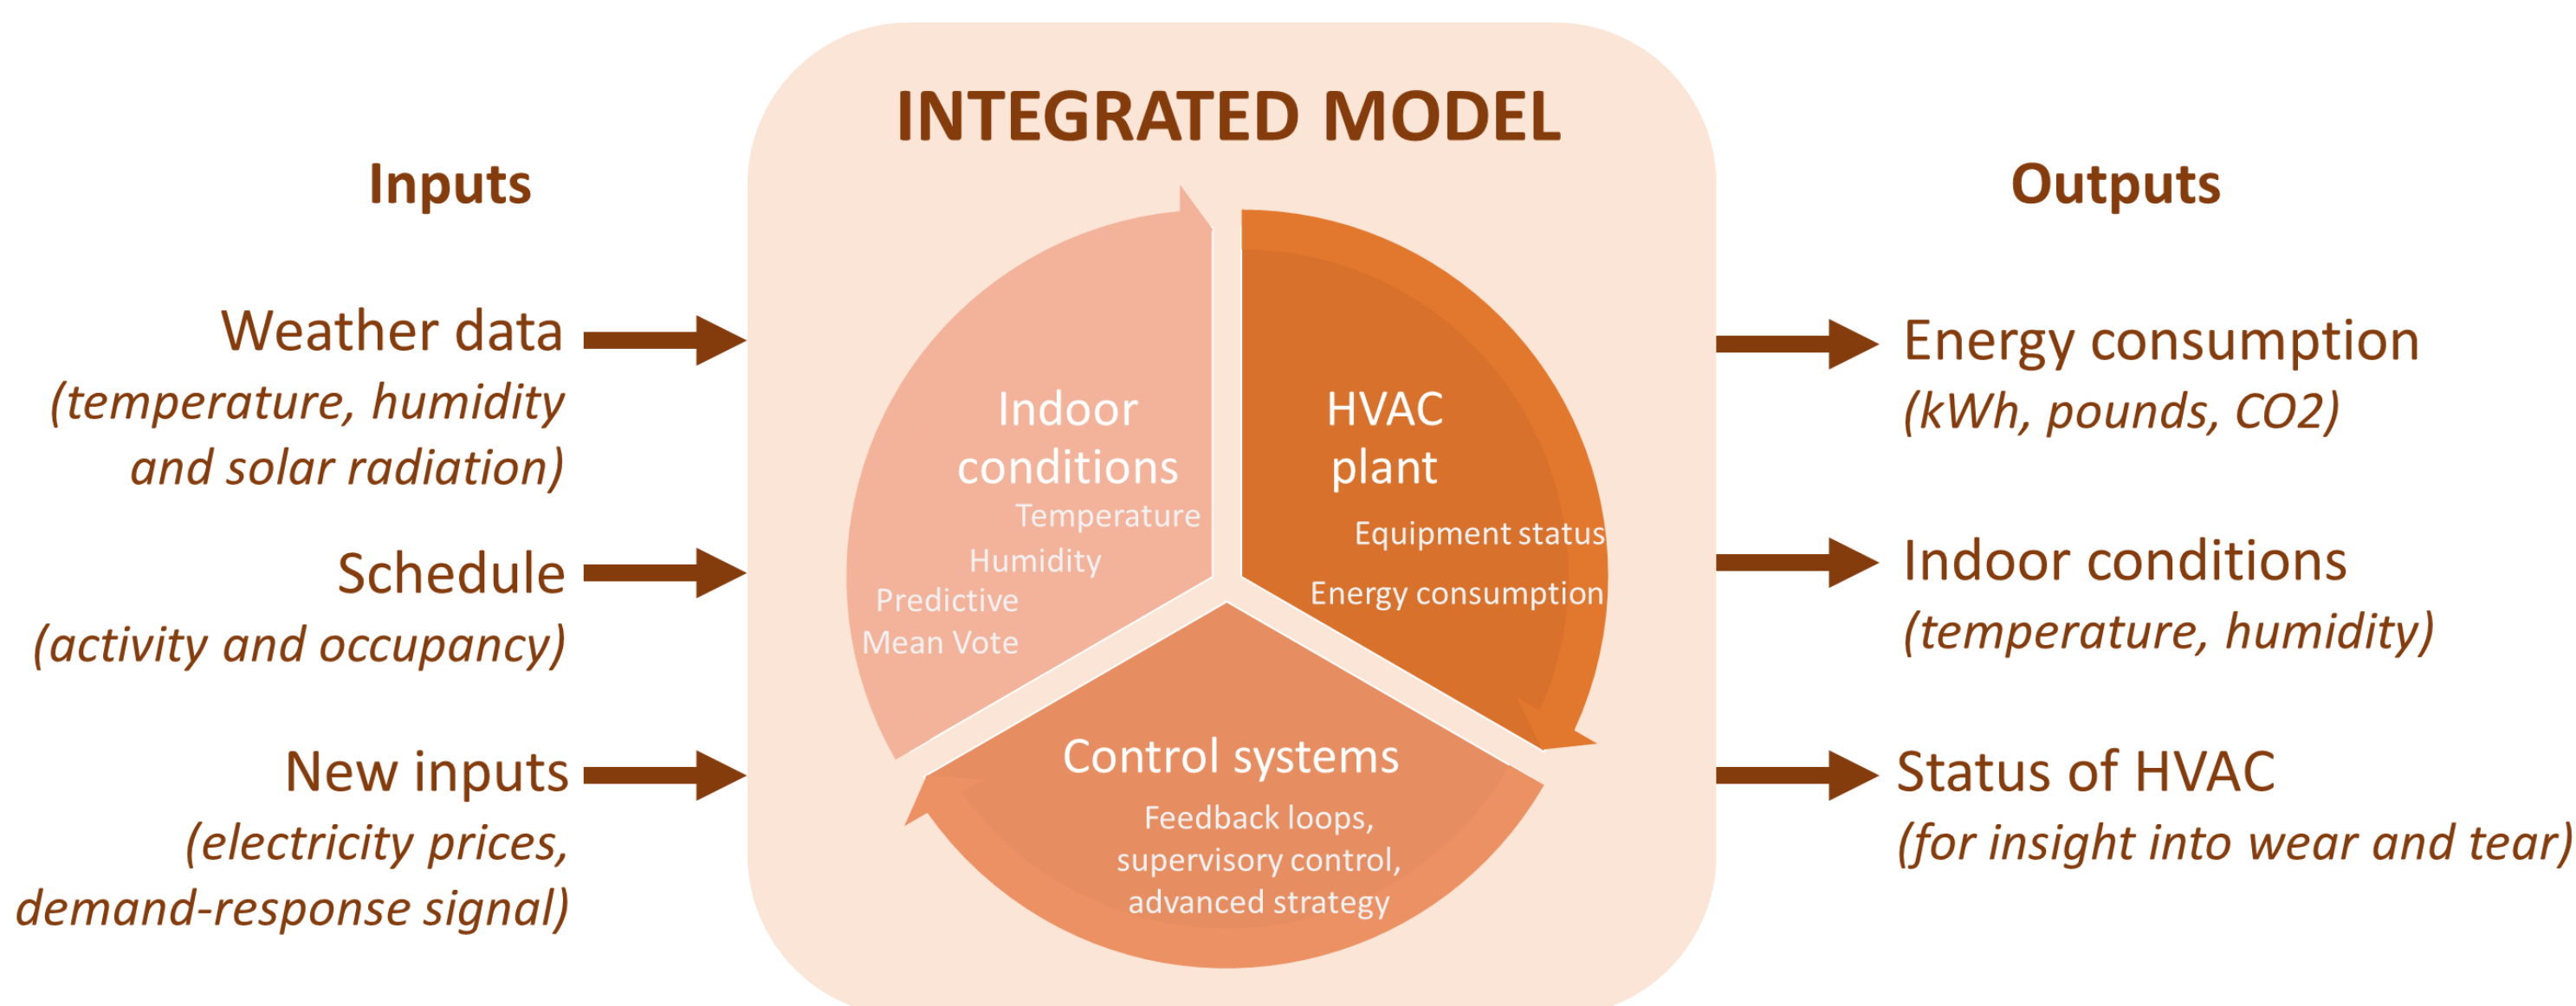 INTEGRATED MODEL
Inputs
Weather data
(temperature, humidity
and solar radiation)
Schedule
(activity and occupancy)
New inputs
(electricity prices,
demand-response signal)
Indoor
conditions
Temperature
Humidity
Predictive
Mean Vote
HVAC
plant
Equipment status
Energy consumption
Control systems
Feedback loops,
supervisory control,
advanced strategy
Outputs
Energy consumption
(kWh, pounds, CO2)
Indoor conditions
(temperature, humidity)
Status of HVAC
(for insight into wear and tear)